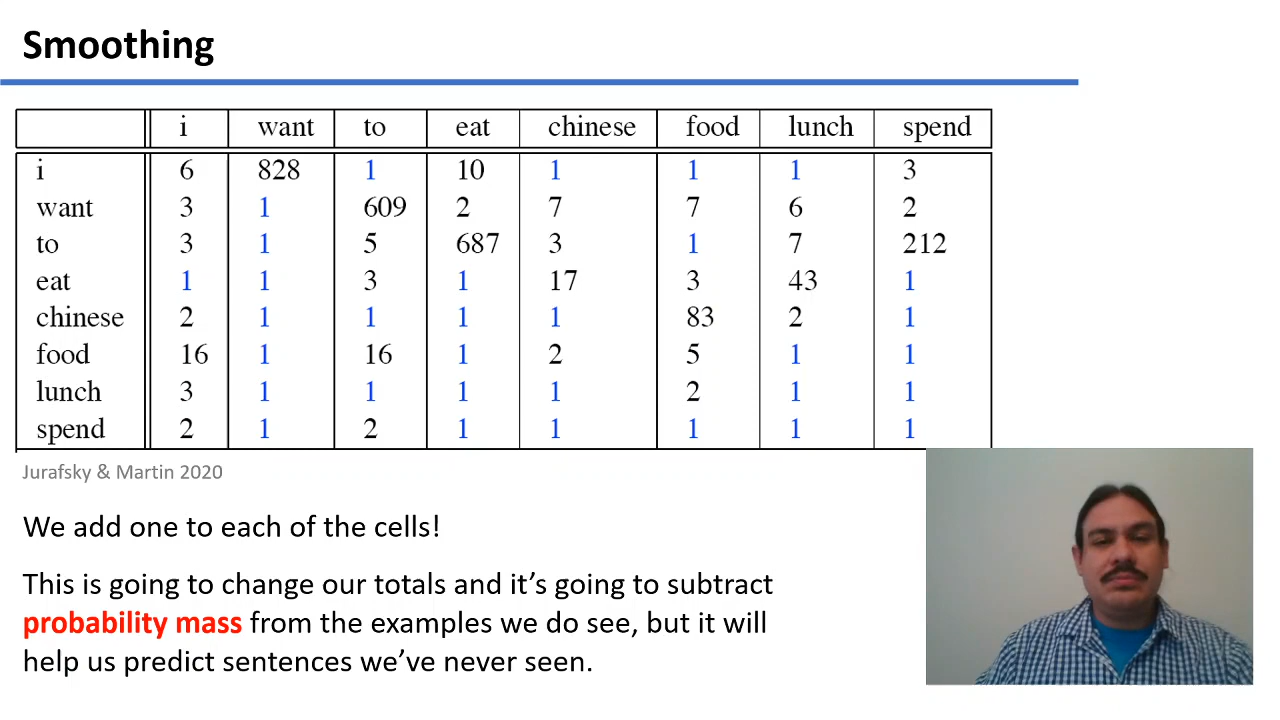 Smoothing
i want to eat chinese food lunch spend
i 6 828 1 10 1 1 1 3
want 3 1 609 2 7 7 6 2
to 3 1 5 687 3 1 7 212
eat 1 1 3 1 17 3 43 1
chinese 2 1 1 1 1 83 2 1
food 16 1 16 1 2 5 1 1
lunch 3 1 1 1 1 2 1 1
spend 2 1 2 1 1 1 1 1
Jurafsky & Martin 2020
We add one to each of the cells!
This is going to change our totals and it’s going to subtract
probability mass from the examples we do see, but it will
help us predict sentences we’ve never seen.